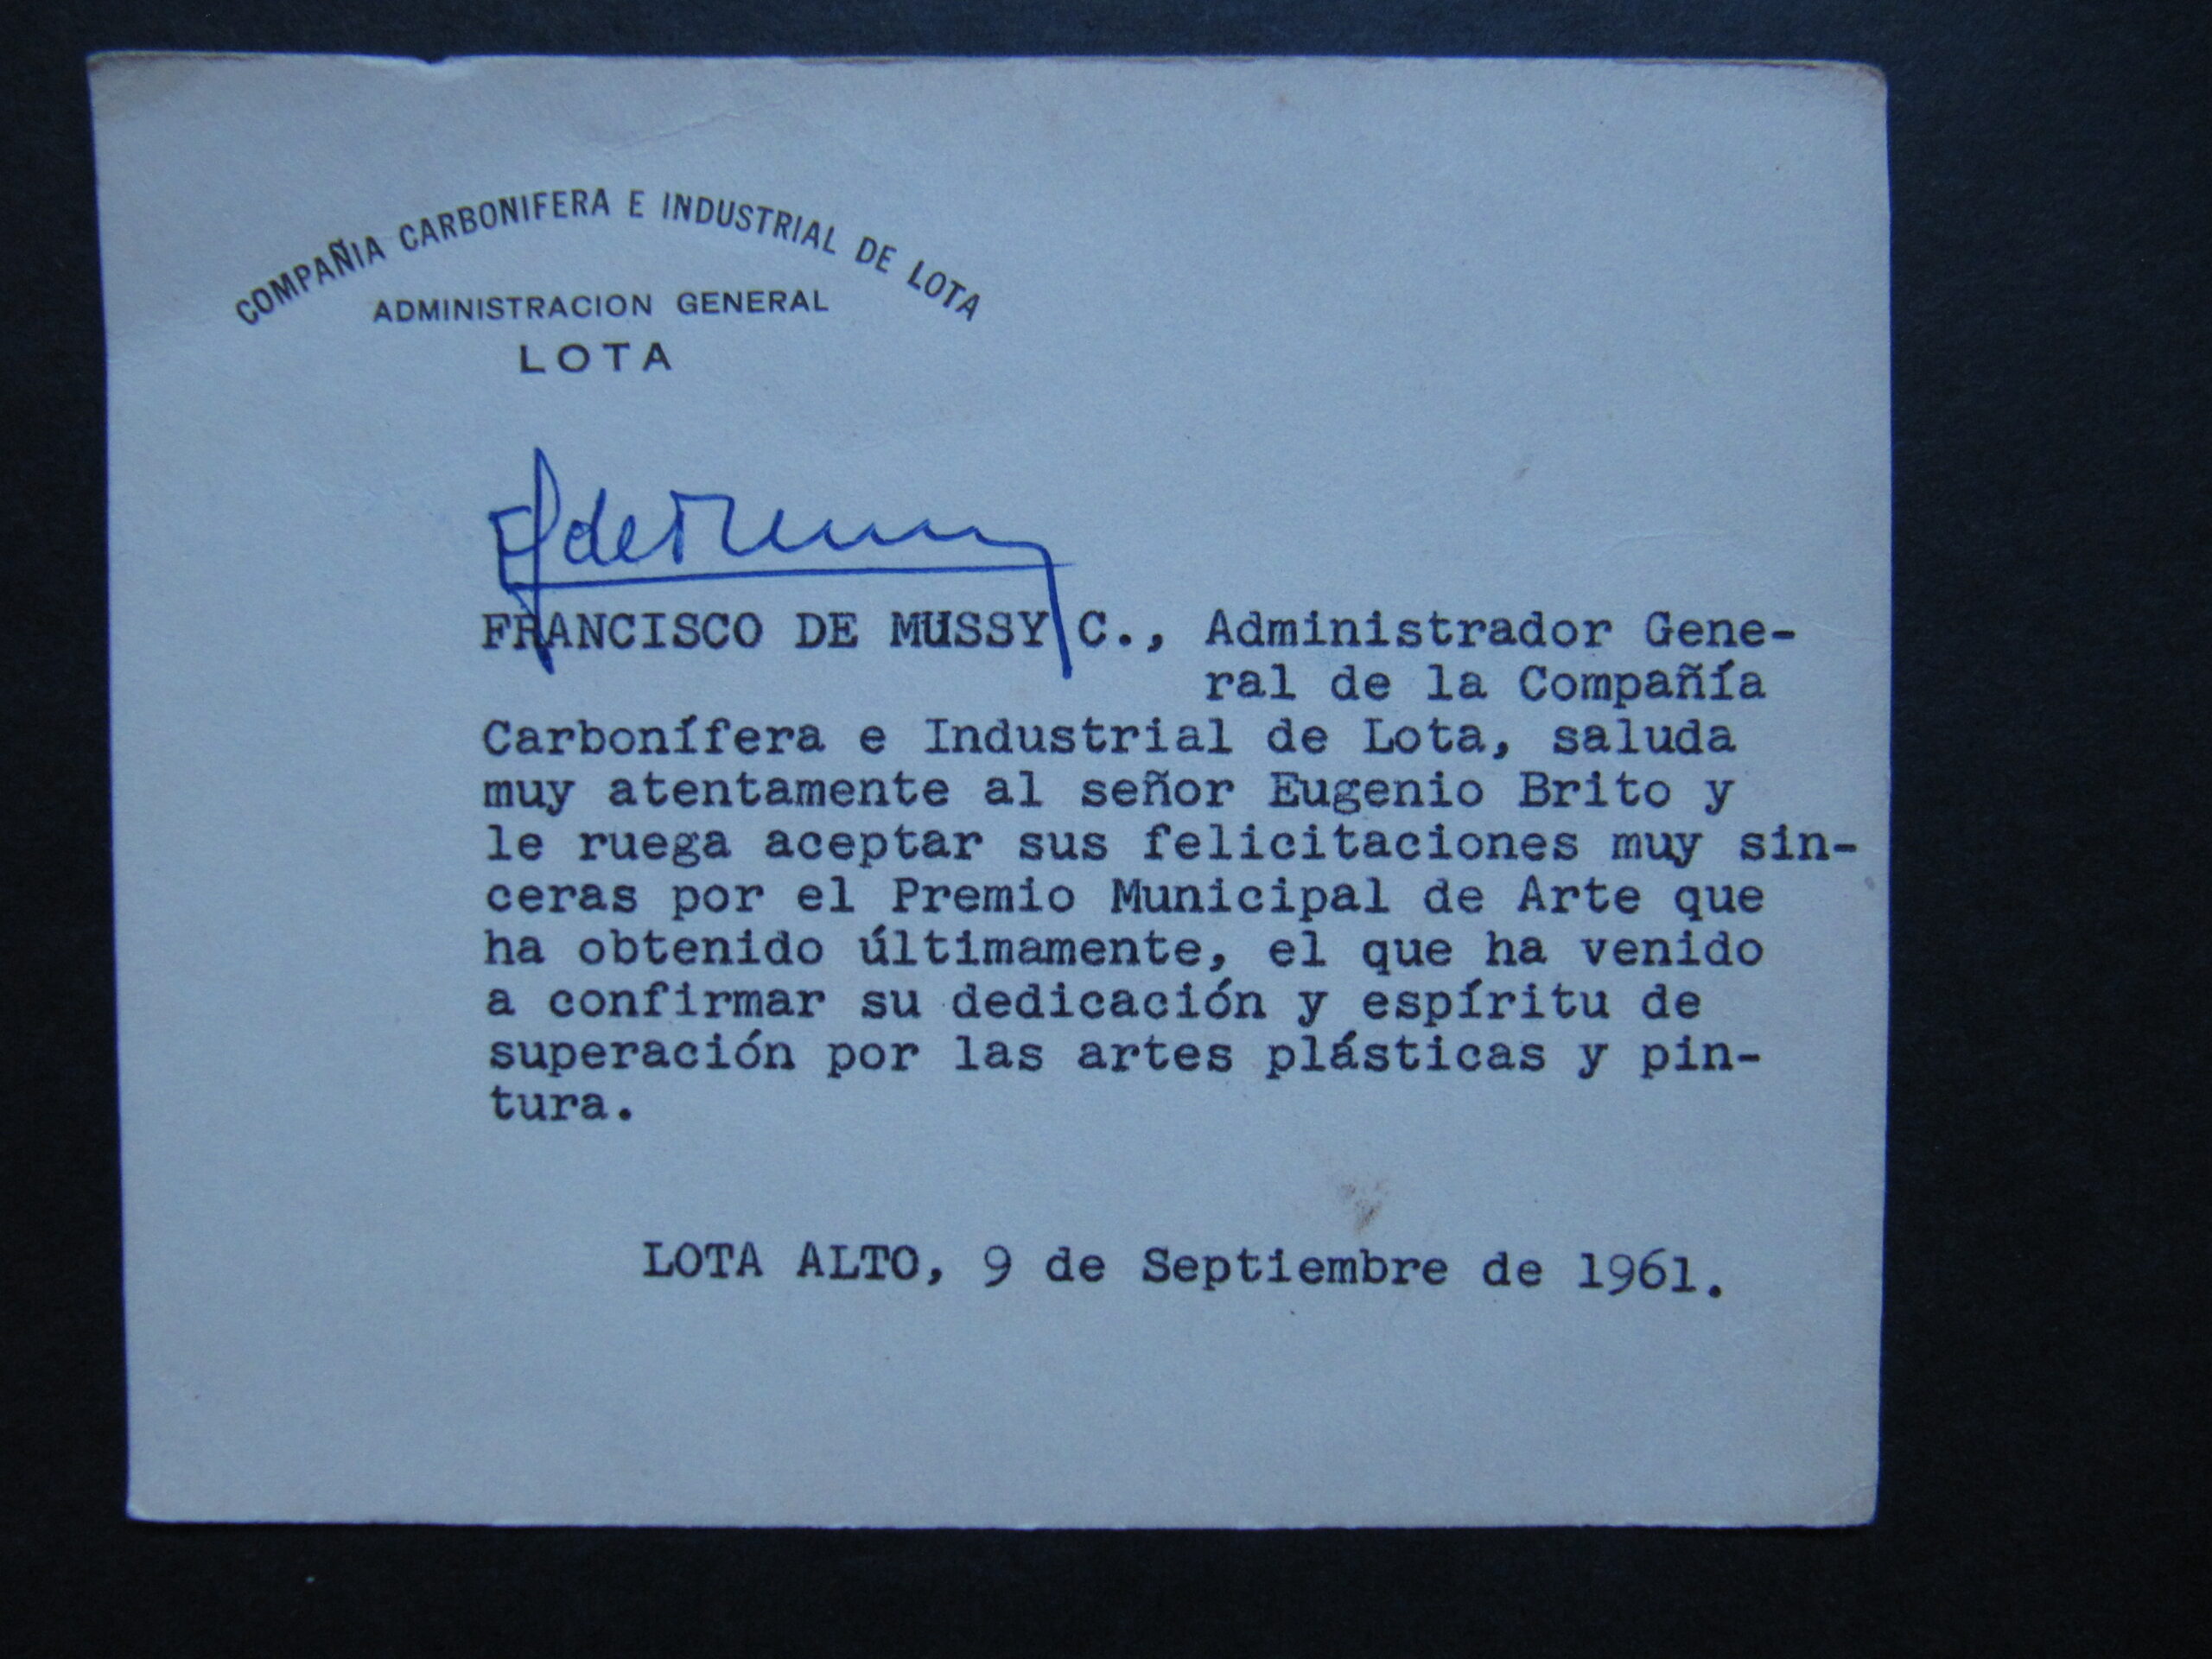 COMPAÑIA CARBONIFERA E INDUSTRIAL DE LOTA
ADMINISTRACION GENERAL
LOTA
F de Mussy
FRANCISCO DE MUSSY C., Administrador Gene-
ral de la Compañía
Carbonífera e Industrial de Lota, saluda
muy atentamente al señor Eugenio Brito y
le ruega aceptar sus felicitaciones muy sin-
ceras por el Premio Municipal de Arte que
ha obtenido últimamente, el que ha venido
a confirmar su dedicación y espíritu de
superación por las artes plásticas y pin-
tura.
LOTA ALTO, 9 de Septiembre de 1961.